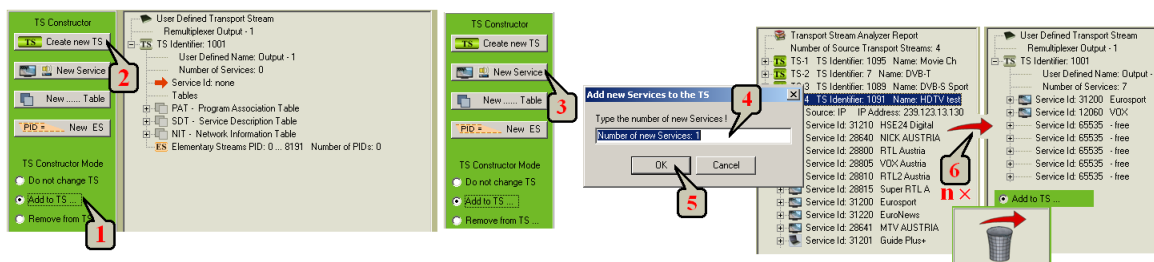 TS Constructor
TS Create new TS
2
New Service
New ...... Table
PID = New ES
TS Constructor Mode
Do not change TS
Add to TS ...
Remove from TS
1
User Defined Transport Stream
Remultiplexer Output - 1
TS TS Identifier: 1001
User Defined Name: Output - 1
Number of Services: 0
Service Id: none
Tables
PAT - Program Association Table
SDT - Service Description Table
NIT - Network Information Table
ES Elementary Streams PID: 0 ... 8191 Number of PIDs: 0
TS Constructor
TS Create new TS
New Service
3
New ...... Table
PID = New ES
TS Constructor Mode
Do not change TS
Add to TS ...
Remove from TS ...
Add new Services to the TS
4
Type the number of new Services !
Number of new Services: 1
OK
Cancel
5
Transport Stream Analyzer Report
Number of Source Transport Streams: 4
TS TS-1 TS Identifier: 1095 Name: Movie Ch
TS TS-2 TS Identifier: 7 Name: DVB-T
3 TS Identifier: 1089 Name: DVB-S Sport
4 TS Identifier: 1091 Name: HDTV test
Source: IP IP Address: 239.123.13.130
Service Id: 31210 HSE24 Digital
Service Id: 28640 NICK AUSTRIA
Service Id: 28800 RTL Austria
Service Id: 28805 VOX Austria
Service Id: 28810 RTL2 Austria
Service Id: 28815 Super RTL A
Service Id: 31200 Eurosport
Service Id: 31220 EuroNews
Service Id: 28641 MTV AUSTRIA
Service Id: 31201 Guide Plus+
6
n ×
User Defined Transport Stream
Remultiplexer Output - 1
TS TS Identifier: 1001
User Defined Name: Output -
Number of Services: 7
Service Id: 31200 Eurosport
Service Id: 12060 VOX
Service Id: 65535 - free
Service Id: 65535 - free
Service Id: 65535 - free
Service Id: 65535 - free
Service Id: 65535 - free
Add to TS ...